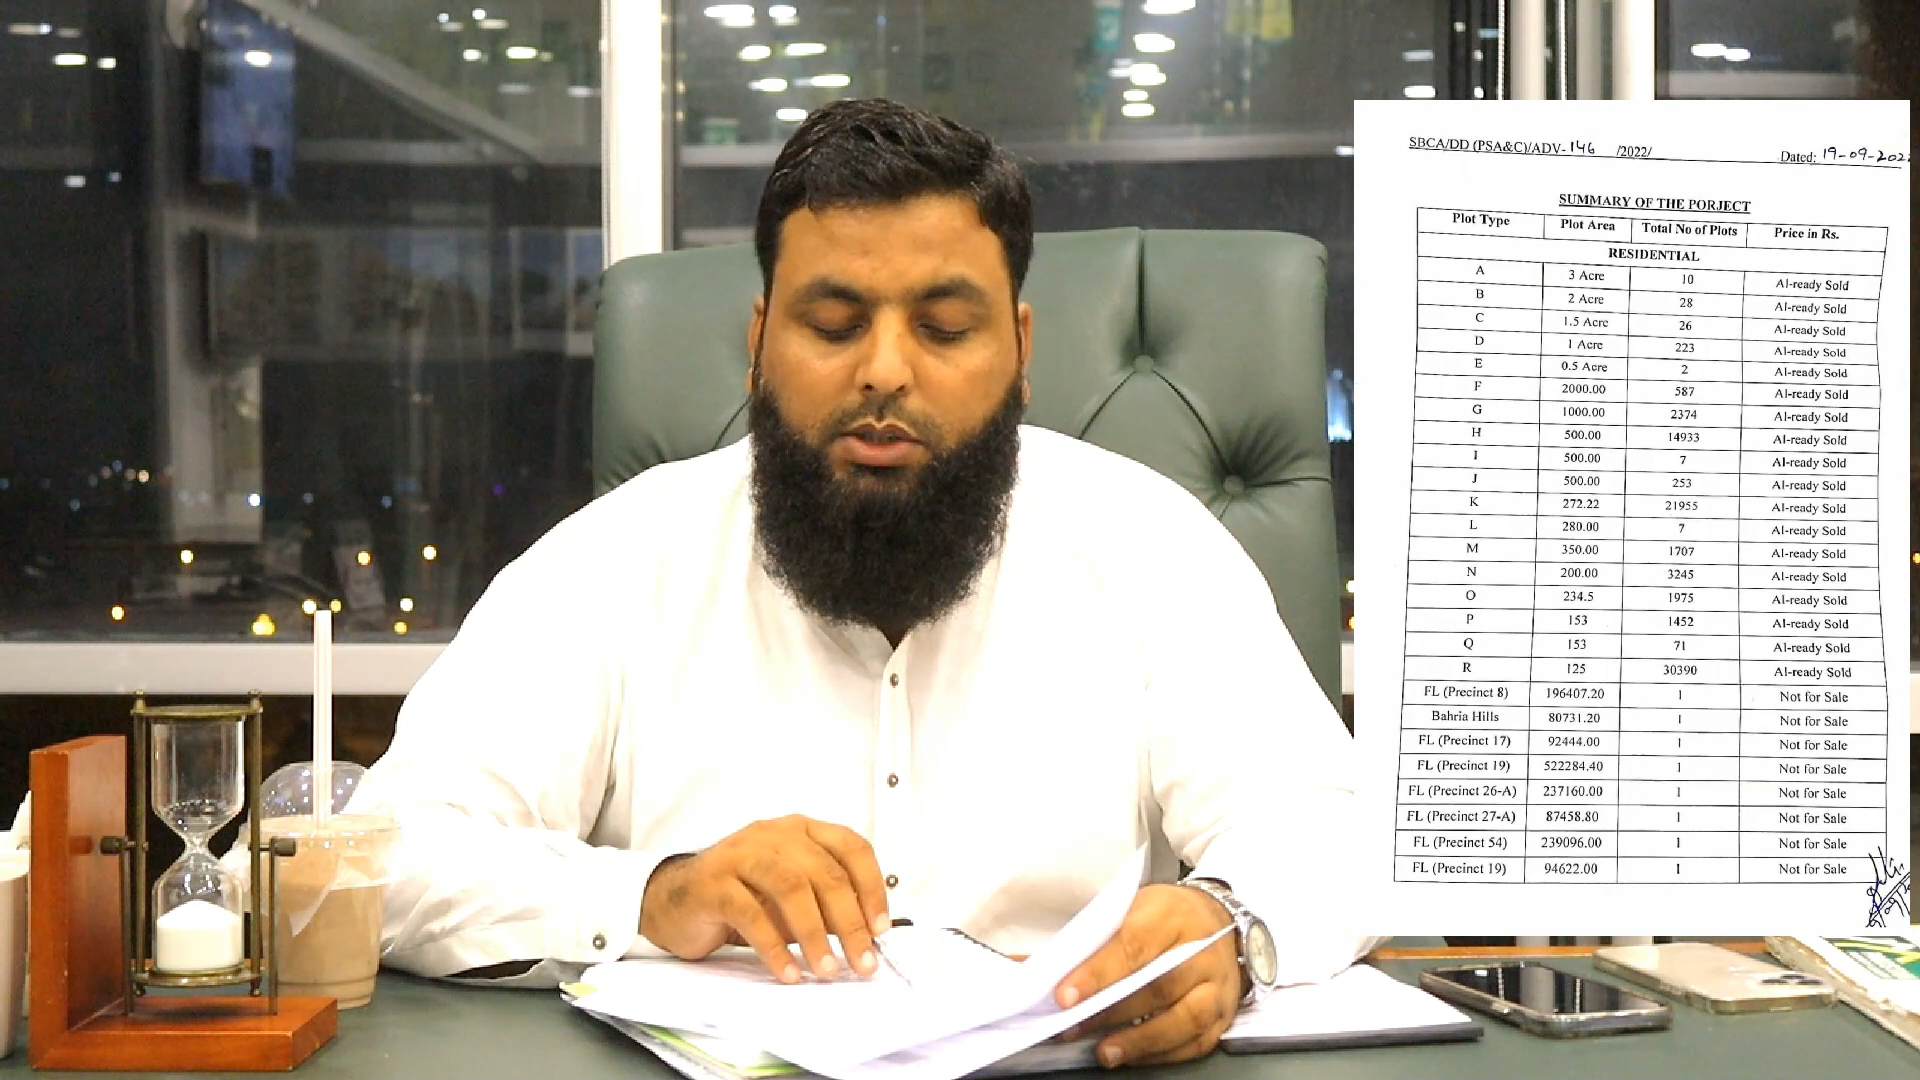 SBCA/DD (PSA&C)/ADV-146 /2022/ Dated: 19-09-202
SUMMARY OF THE PORJECT
Plot Type Plot Area Total No of Plots Price in Rs.
RESIDENTIAL
A 3 Acre 10 Al-ready Sold
B 2 Acre 28 Al-ready Sold
C 1.5 Acre 26 Al-ready Sold
D 1 Acre 223 Al-ready Sold
E 0.5 Acre 2 Al-ready Sold
F 2000.00 587 Al-ready Sold
G 1000.00 2374 Al-ready Sold
H 500.00 14933 Al-ready Sold
I 500.00 7 Al-ready Sold
J 500.00 253 Al-ready Sold
K 272.22 21955 Al-ready Sold
L 280.00 7 Al-ready Sold
M 350.00 1707 Al-ready Sold
N 200.00 3245 Al-ready Sold
O 234.5 1975 Al-ready Sold
P 153 1452 Al-ready Sold
Q 153 71 Al-ready Sold
R 125 30390 Al-ready Sold
FL (Precinct 8) 196407.20 1 Not for Sale
Bahria Hills 80731.20 1 Not for Sale
FL (Precinct 17) 92444.00 1 Not for Sale
FL (Precinct 19) 522284.40 1 Not for Sale
FL (Precinct 26-A) 237160.00 1 Not for Sale
FL (Precinct 27-A) 87458.80 1 Not for Sale
FL (Precinct 54) 239096.00 1 Not for Sale
FL (Precinct 19) 94622.00 1 Not for Sale